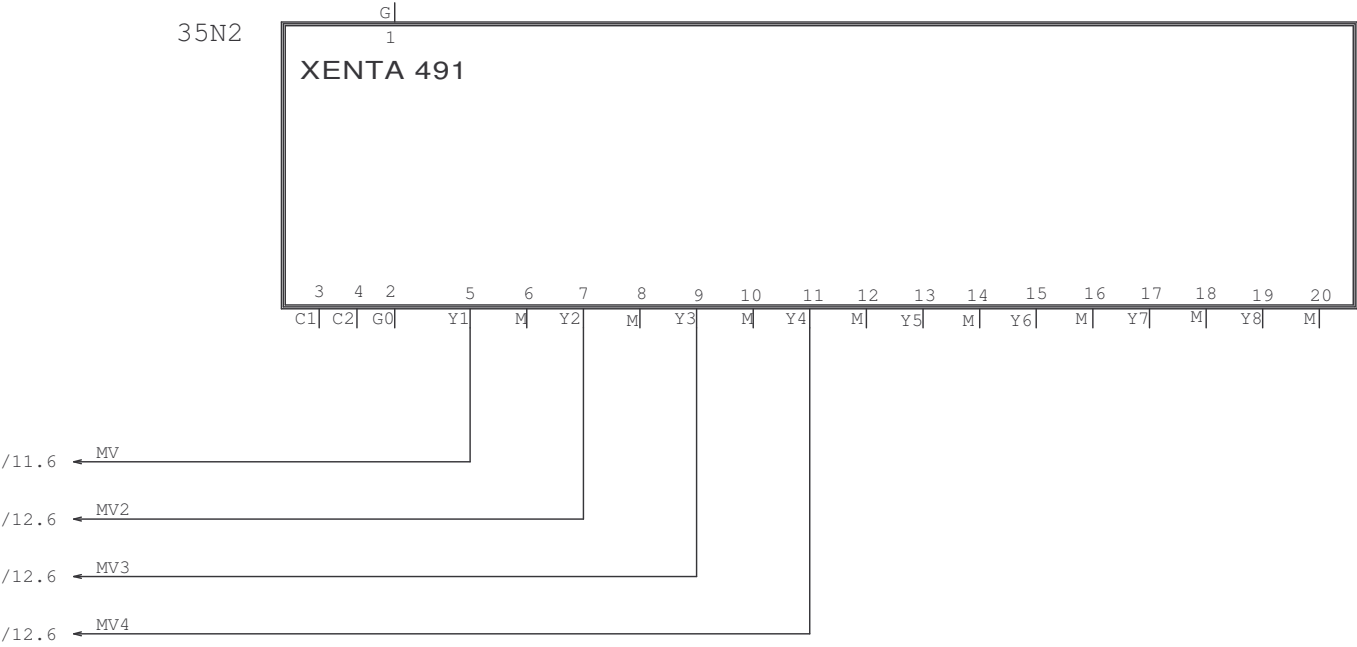 G
35N2
1
XENTA 491
3 4 2 5 6 7 8 9 10 11 12 13 14 15 16 17 18 19 20
C1 C2 G0 Y1 M Y2 M Y3 M Y4 M Y5 M Y6 M Y7 M Y8 M
/11.6 MV
/12.6 MV2
/12.6 MV3
/12.6 MV4